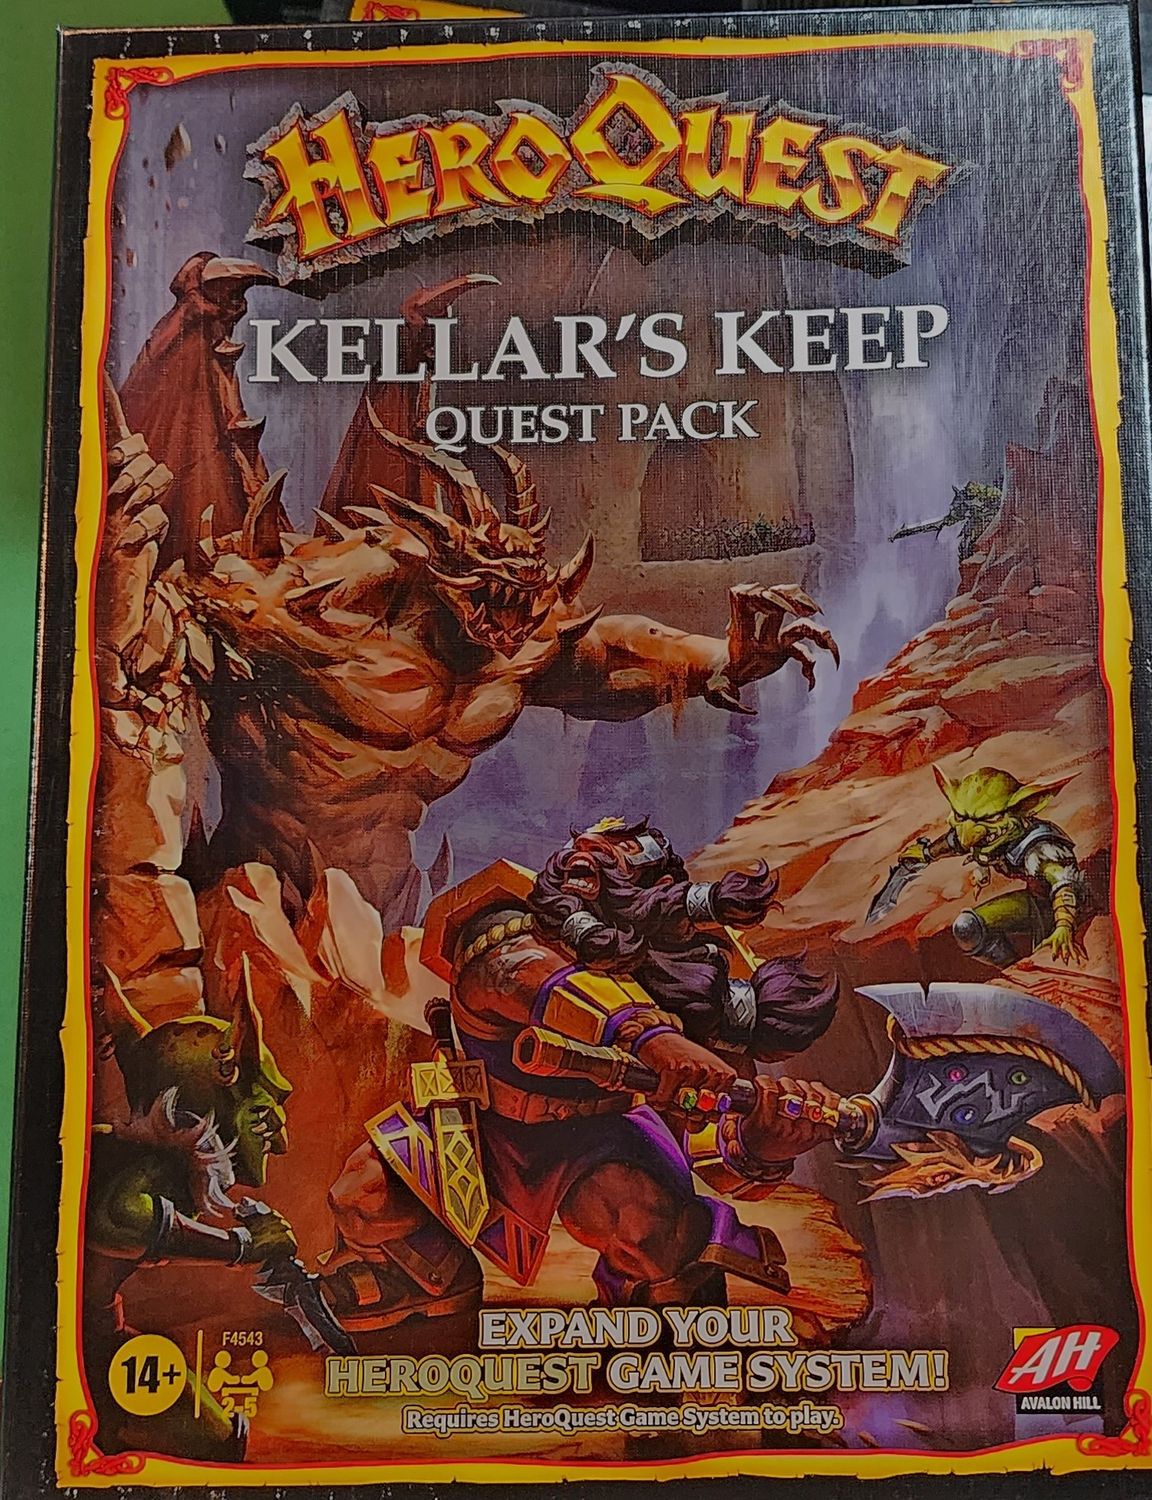 HEROQUEST
KELLAR'S KEEP
QUEST PACK
EXPAND YOUR
HEROQUEST GAME SYSTEM!
Requires HeroQuest Game System to play.
14+
F4543
2-5
AH
AVALON HILL